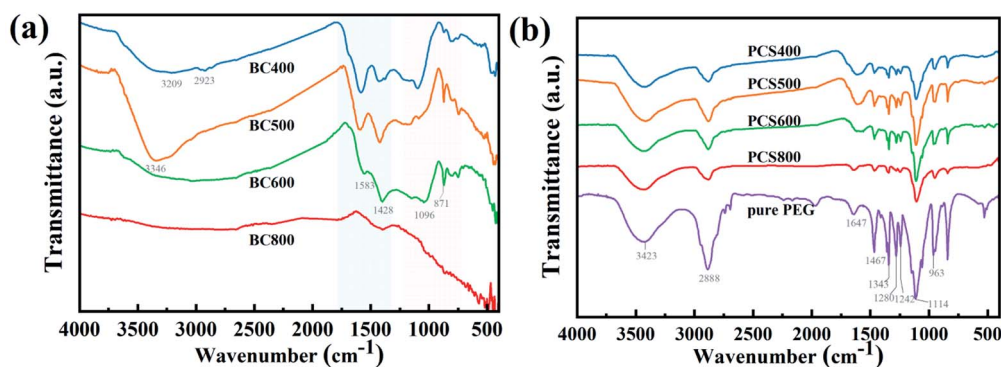 (a)
Transmittance (a.u.)
BC400
3209
2923
BC500
3346
BC600
1583
1428
1096
871
BC800
4000 3500 3000 2500 2000 1500 1000 500
Wavenumber (cm⁻¹)
(b)
Transmittance (a.u.)
PCS400
PCS500
PCS600
PCS800
pure PEG
3423
2888
1647
1467
1343
1280
1242
1114
963
4000 3500 3000 2500 2000 1500 1000 500
Wavenumber (cm⁻¹)